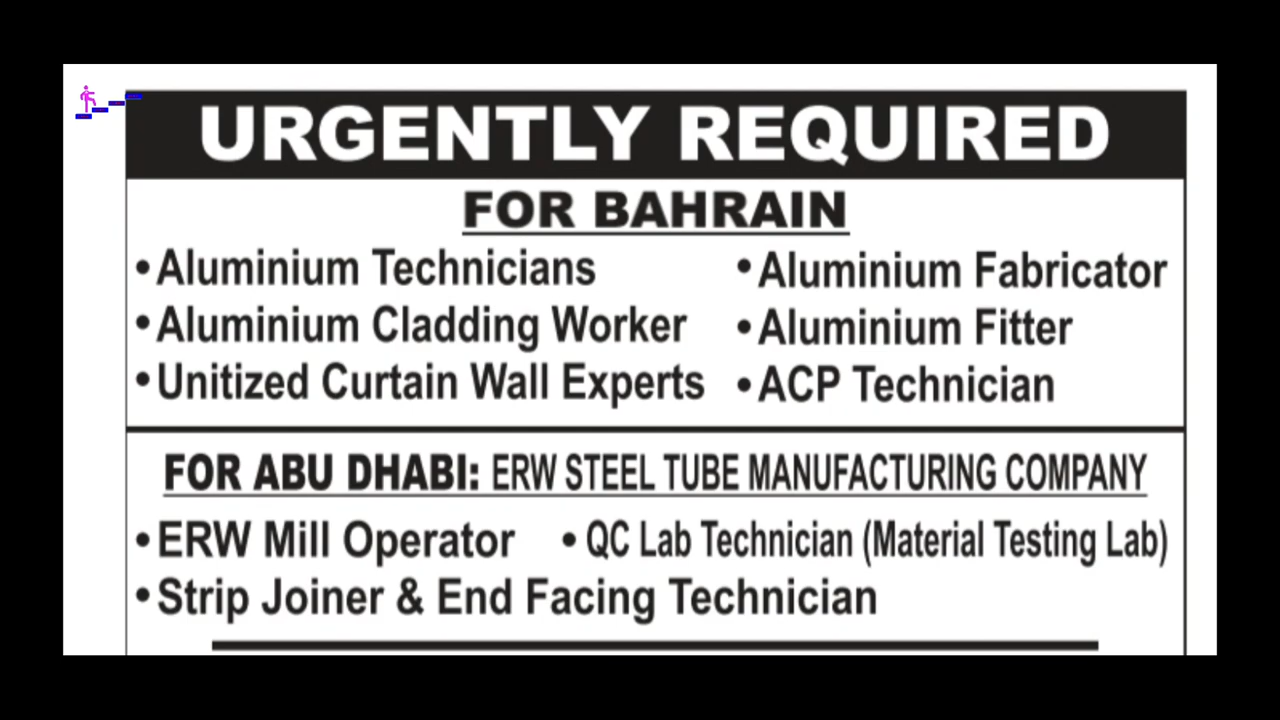 URGENTLY REQUIRED
FOR BAHRAIN
• Aluminium Technicians • Aluminium Fabricator
• Aluminium Cladding Worker • Aluminium Fitter
• Unitized Curtain Wall Experts • ACP Technician
FOR ABU DHABI: ERW STEEL TUBE MANUFACTURING COMPANY
• ERW Mill Operator • QC Lab Technician (Material Testing Lab)
• Strip Joiner & End Facing Technician